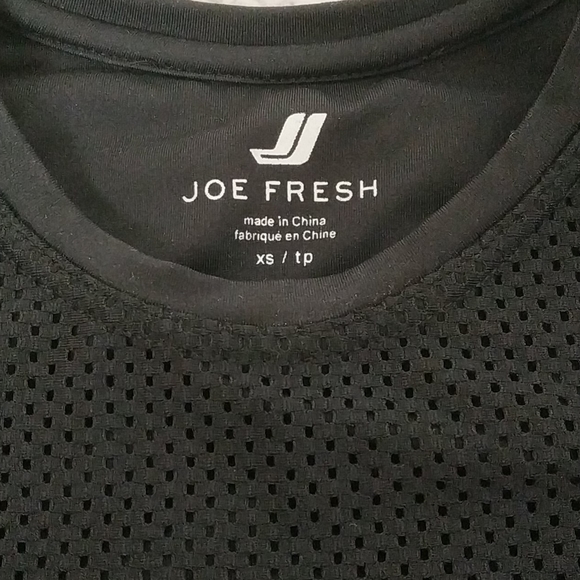 JOE FRESH
made in China
fabriqué en Chine
xs / tp